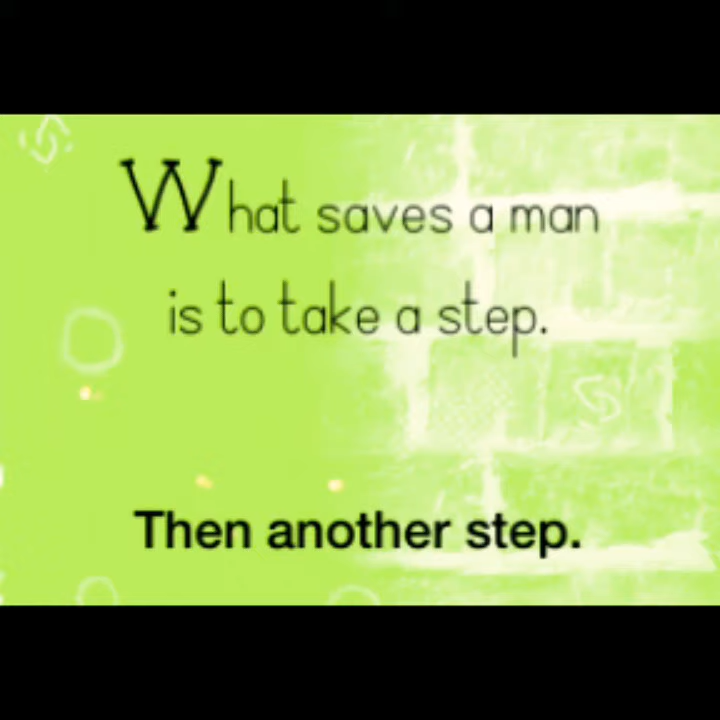 What saves a man
is to take a step.
Then another step.